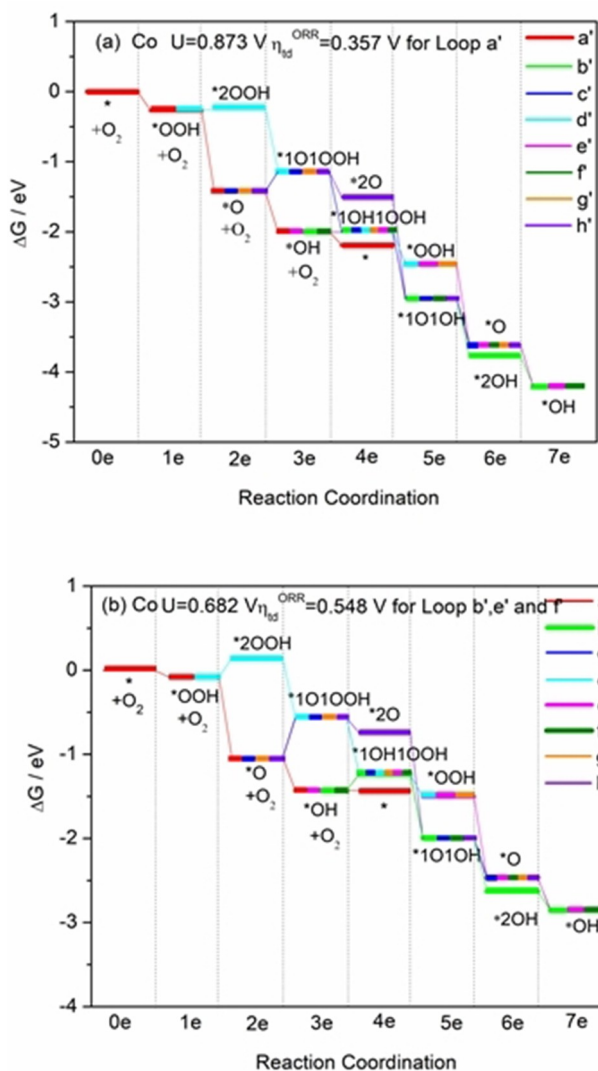 (a) Co U=0.873 V ηtd^ORR=0.357 V for Loop a'
a'
b'
c'
d'
e'
f'
g'
h'
1
0
-1
-2
-3
-4
-5
ΔG / eV
*
+O₂
*OOH
+O₂
*2OOH
*O
+O₂
*1O1OOH
*OH
+O₂
*2O
*1OH1OOH
*
*OOH
*1O1OH
*O
*2OH
*OH
0e 1e 2e 3e 4e 5e 6e 7e
Reaction Coordination
(b) Co U=0.682 V ηtd^ORR=0.548 V for Loop b',e' and f'
1
0
-1
-2
-3
-4
ΔG / eV
*
+O₂
*OOH
+O₂
*2OOH
*O
+O₂
*1O1OOH
*OH
+O₂
*2O
*1OH1OOH
*
*OOH
*1O1OH
*O
*2OH
*OH
0e 1e 2e 3e 4e 5e 6e 7e
Reaction Coordination